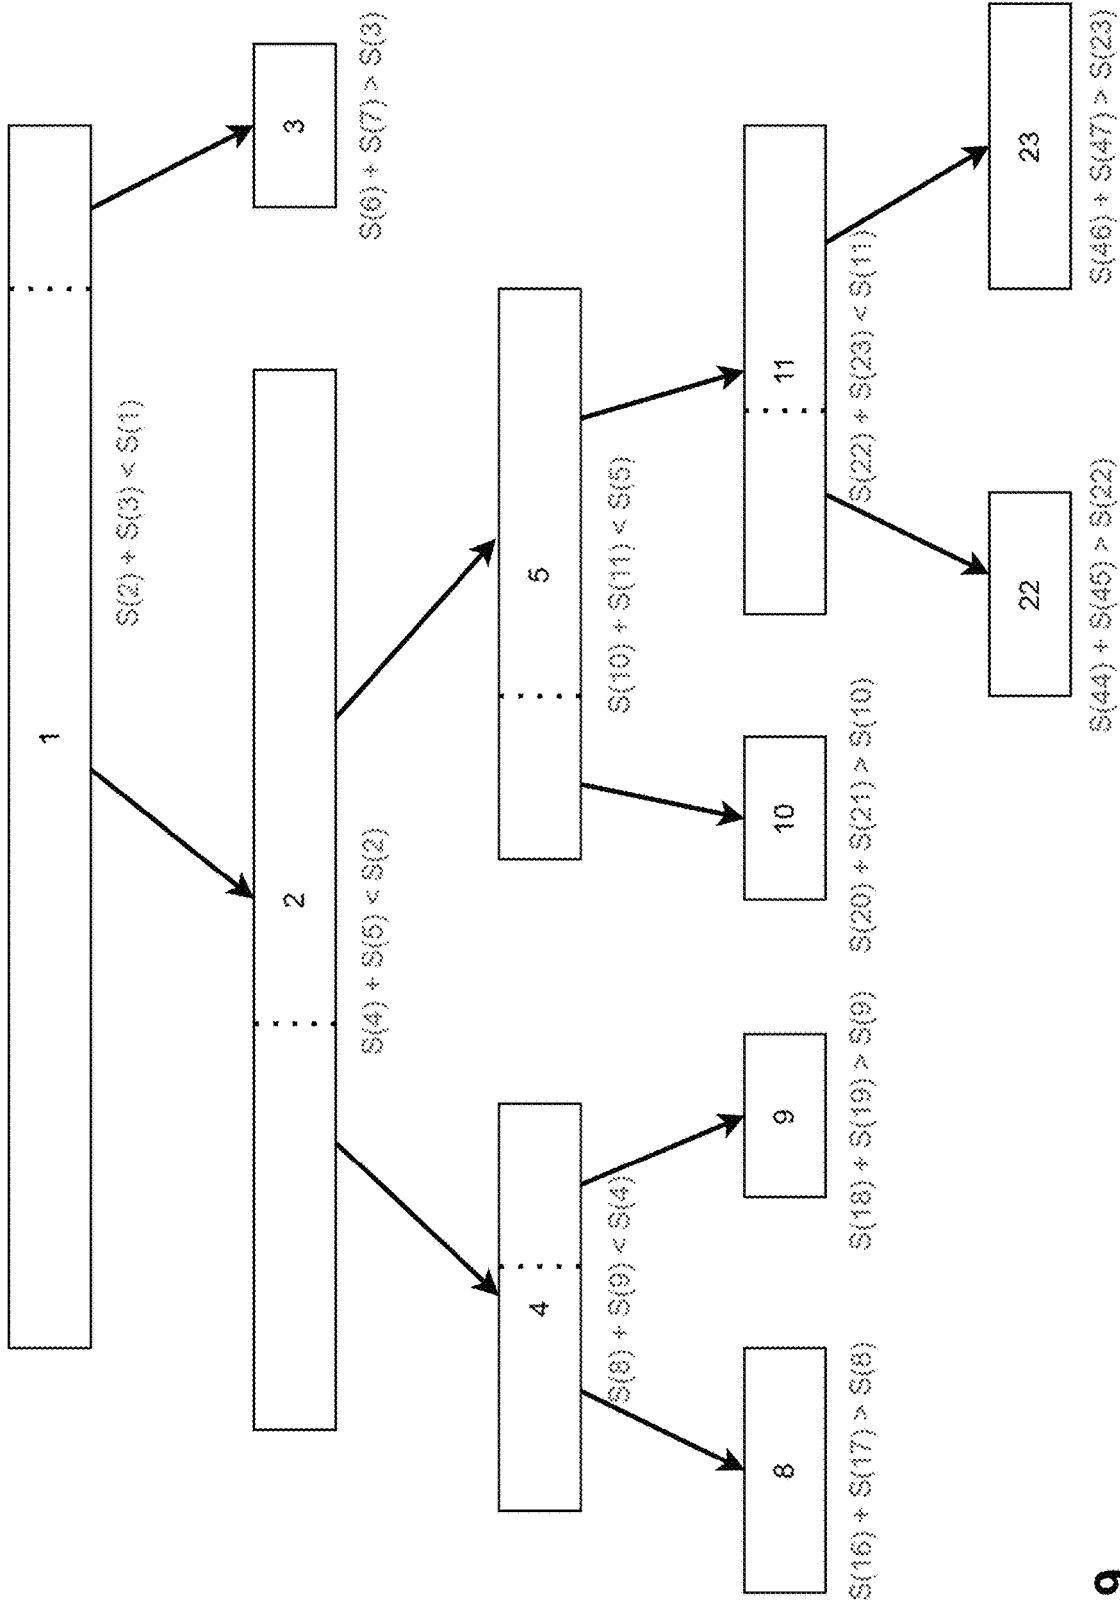 1
S(2) + S(3) < S(1)
2
3
S(4) + S(5) < S(2)
S(6) + S(7) > S(3)
4
5
S(8) + S(9) < S(4)
S(10) + S(11) < S(5)
8
9
10
11
S(16) + S(17) > S(8)
S(18) + S(19) > S(9)
S(20) + S(21) > S(10)
S(22) + S(23) < S(11)
22
23
S(44) + S(45) > S(22)
S(46) + S(47) > S(23)